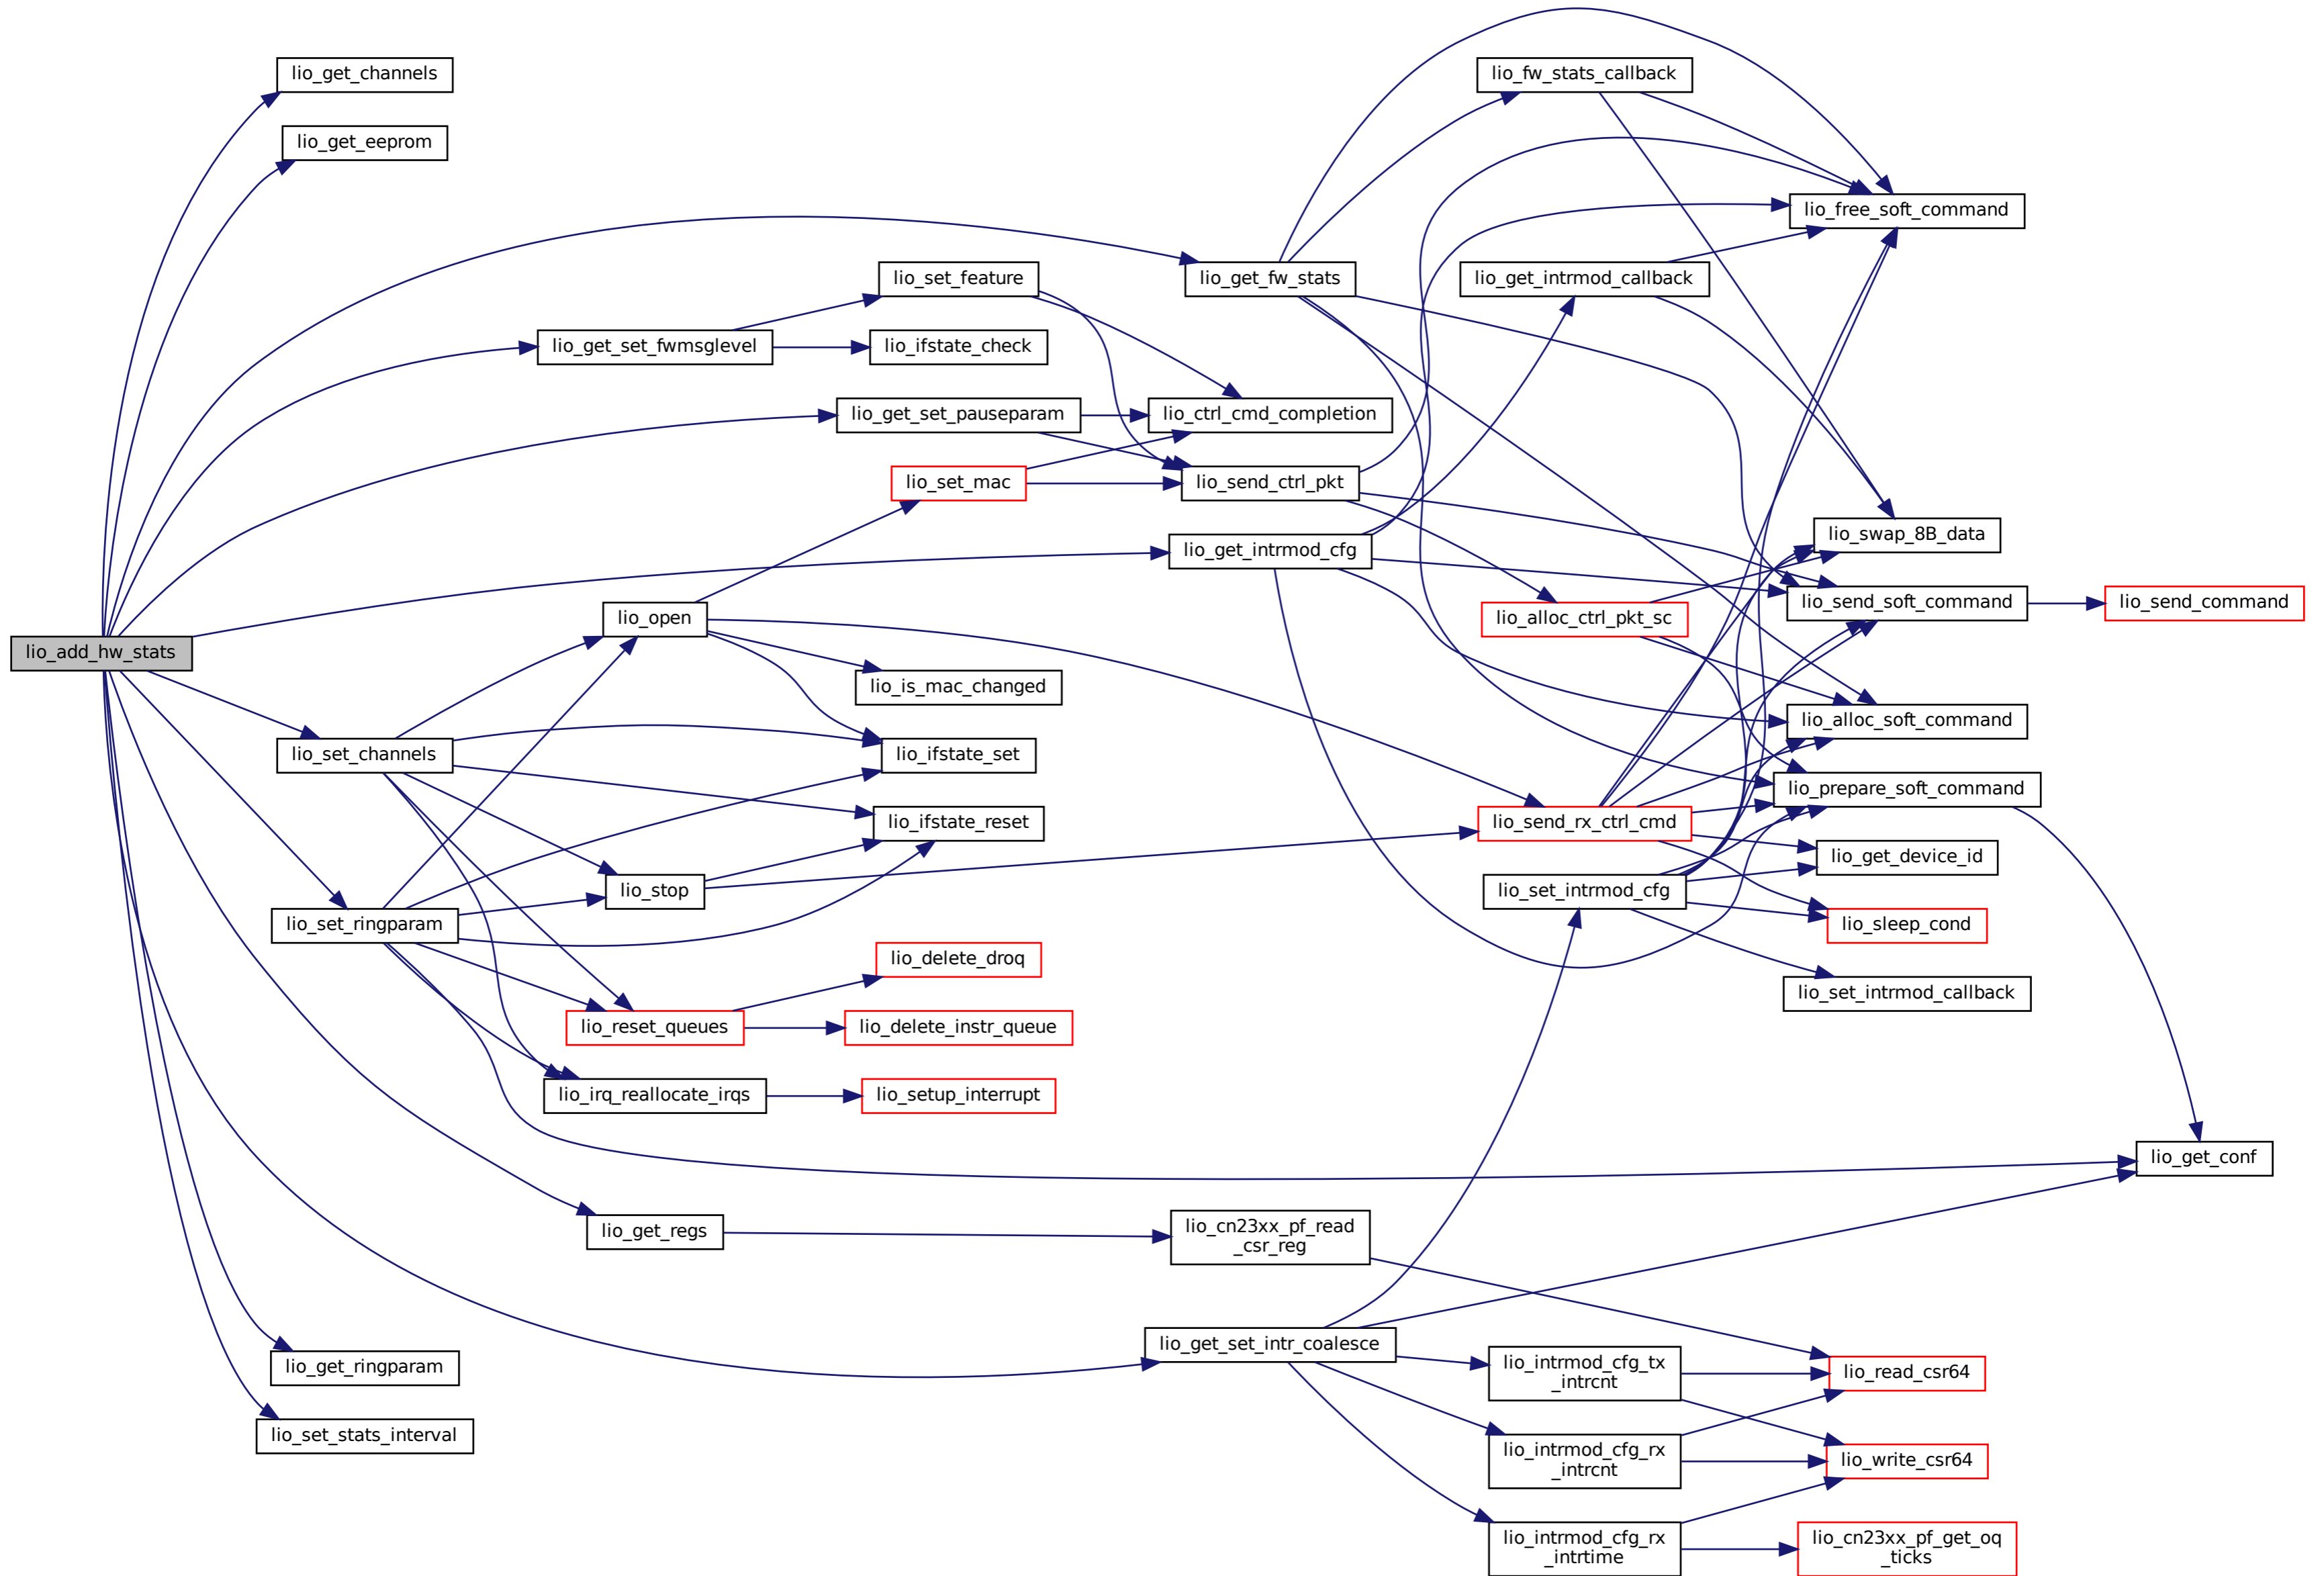 lio_get_channels
lio_fw_stats_callback
lio_get_eeprom
lio_free_soft_command
lio_set_feature
lio_get_fw_stats
lio_get_intrmod_callback
lio_get_set_fwmsglevel
lio_ifstate_check
lio_get_set_pauseparam
lio_ctrl_cmd_completion
lio_set_mac
lio_send_ctrl_pkt
lio_swap_8B_data
lio_get_intrmod_cfg
lio_send_soft_command
lio_send_command
lio_open
lio_alloc_ctrl_pkt_sc
lio_add_hw_stats
lio_is_mac_changed
lio_alloc_soft_command
lio_set_channels
lio_ifstate_set
lio_prepare_soft_command
lio_ifstate_reset
lio_send_rx_ctrl_cmd
lio_get_device_id
lio_stop
lio_set_intrmod_cfg
lio_set_ringparam
lio_sleep_cond
lio_delete_droq
lio_set_intrmod_callback
lio_reset_queues
lio_delete_instr_queue
lio_irq_reallocate_irqs
lio_setup_interrupt
lio_get_conf
lio_get_regs
lio_cn23xx_pf_read
_csr_reg
lio_get_set_intr_coalesce
lio_get_ringparam
lio_intrmod_cfg_tx
_intrcnt
lio_read_csr64
lio_set_stats_interval
lio_intrmod_cfg_rx
_intrcnt
lio_write_csr64
lio_intrmod_cfg_rx
_intrtime
lio_cn23xx_pf_get_oq
_ticks